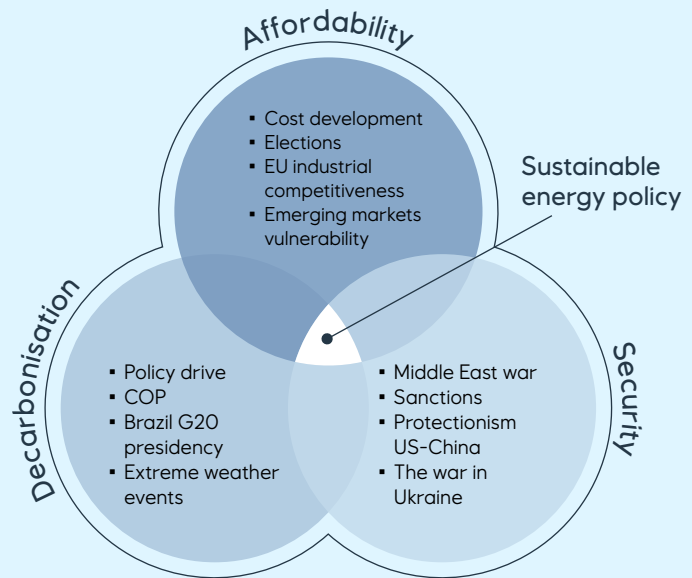 Affordability
▪ Cost development
▪ Elections
▪ EU industrial
competitiveness
▪ Emerging markets
vulnerability
Sustainable
energy policy
Decarbonisation
▪ Policy drive
▪ COP
▪ Brazil G20
presidency
▪ Extreme weather
events
Security
▪ Middle East war
▪ Sanctions
▪ Protectionism
US-China
▪ The war in
Ukraine